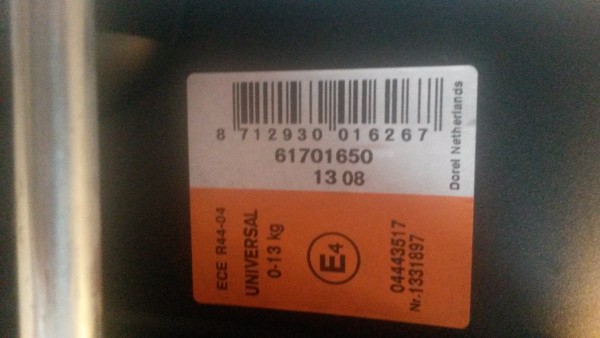 8 712930 016267
61701650
13 08
Dorel Netherlands
ECE R44-04
UNIVERSAL
0-13 kg
E4
04443517
Nr.1331897